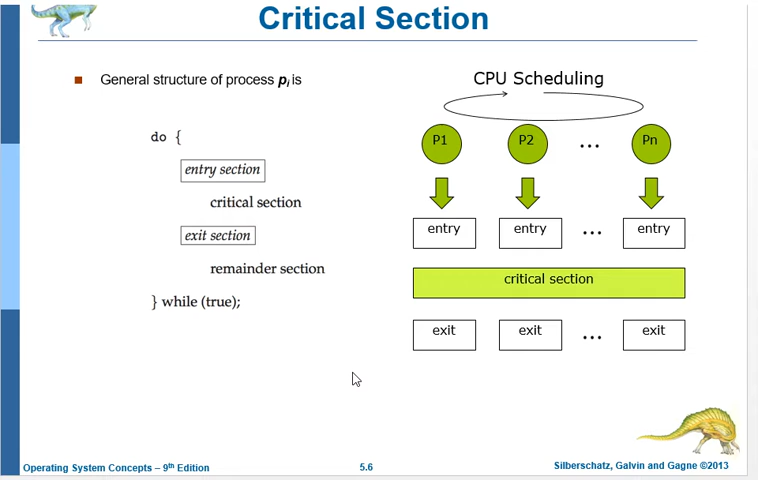 Critical Section
■ General structure of process pi is
do {
entry section
critical section
exit section
remainder section
} while (true);
CPU Scheduling
P1 P2 ... Pn
entry entry ... entry
critical section
exit exit ... exit
Operating System Concepts – 9th Edition
5.6
Silberschatz, Galvin and Gagne ©2013